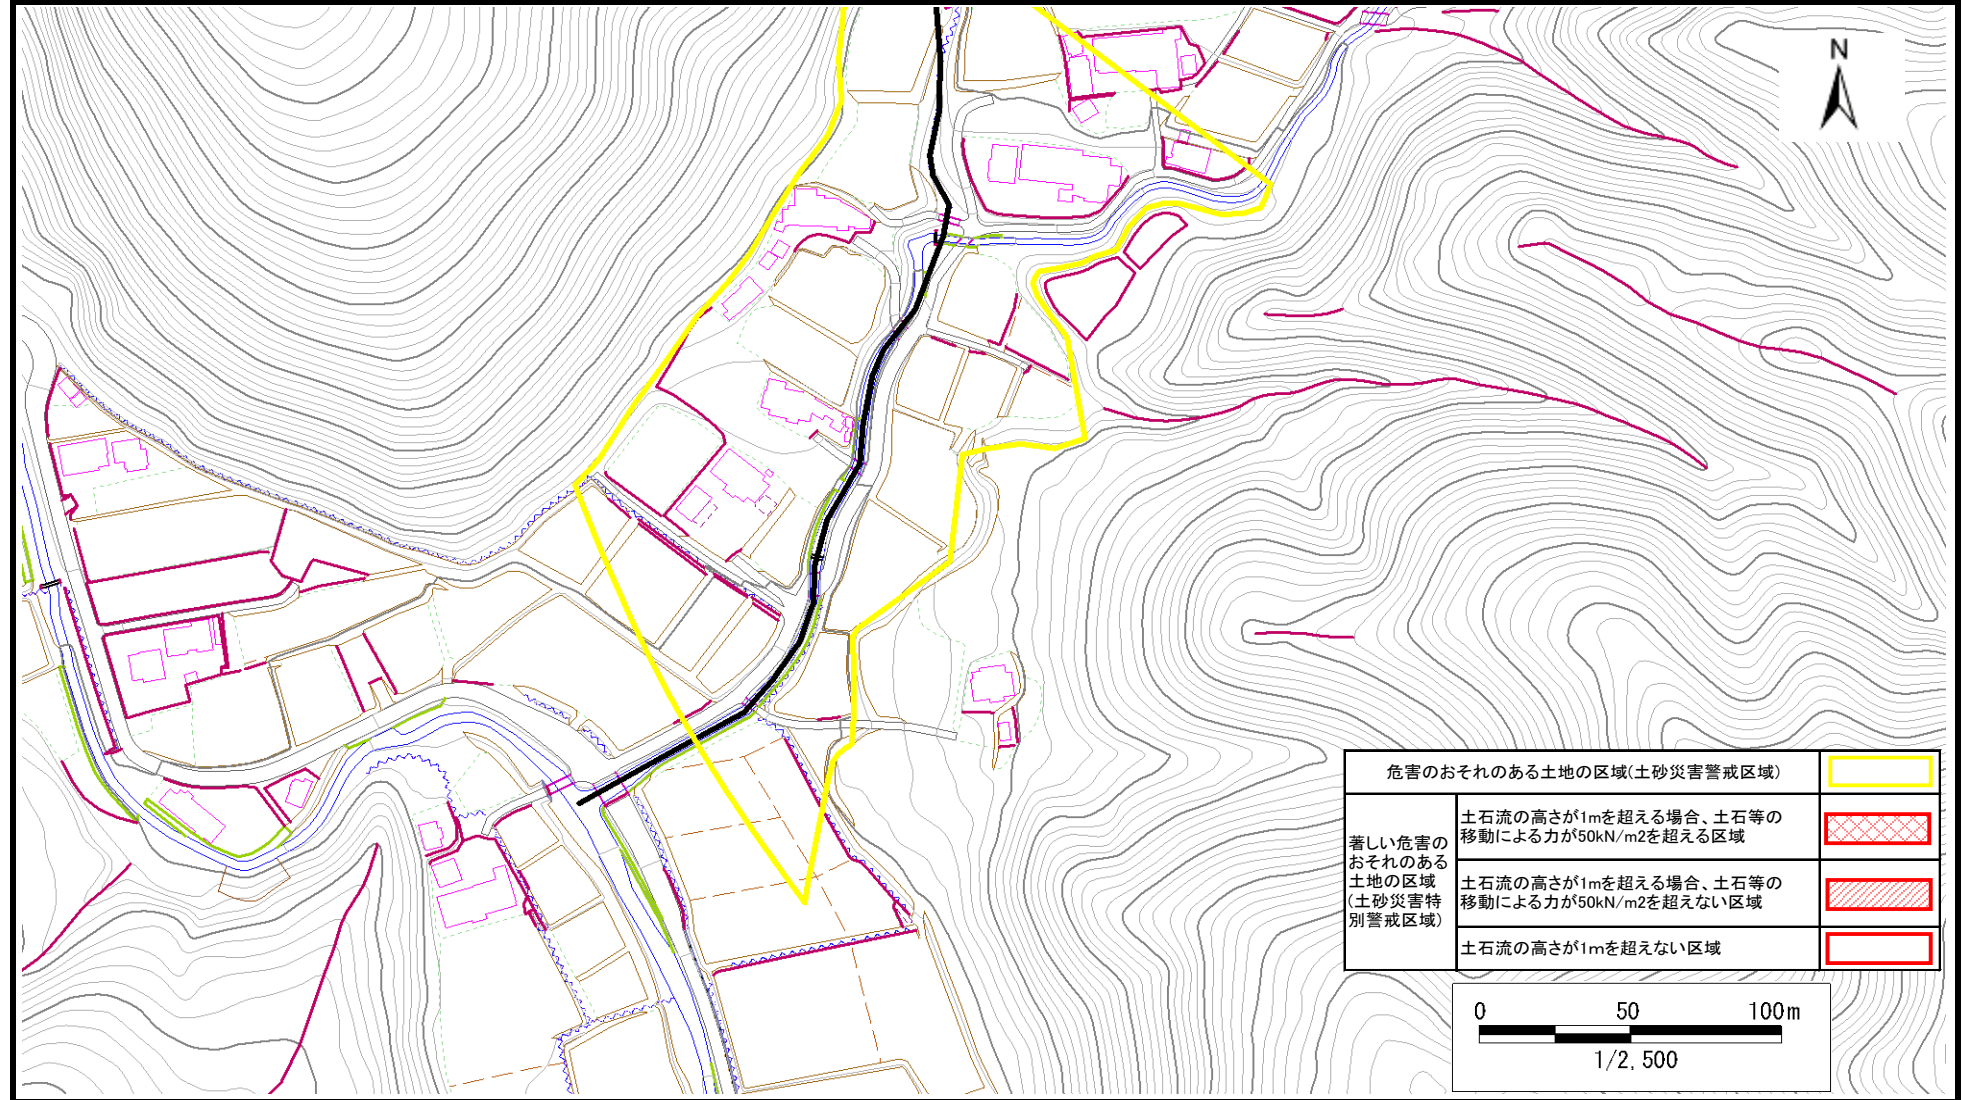 N
危害のおそれのある土地の区域(土砂災害警戒区域)
著しい危害の
おそれのある
土地の区域
(土砂災害特
別警戒区域)
土石流の高さが1mを超える場合、土石等の
移動による力が50kN/m2を超える区域
土石流の高さが1mを超える場合、土石等の
移動による力が50kN/m2を超えない区域
土石流の高さが1mを超えない区域
0 50 100m
1/2,500